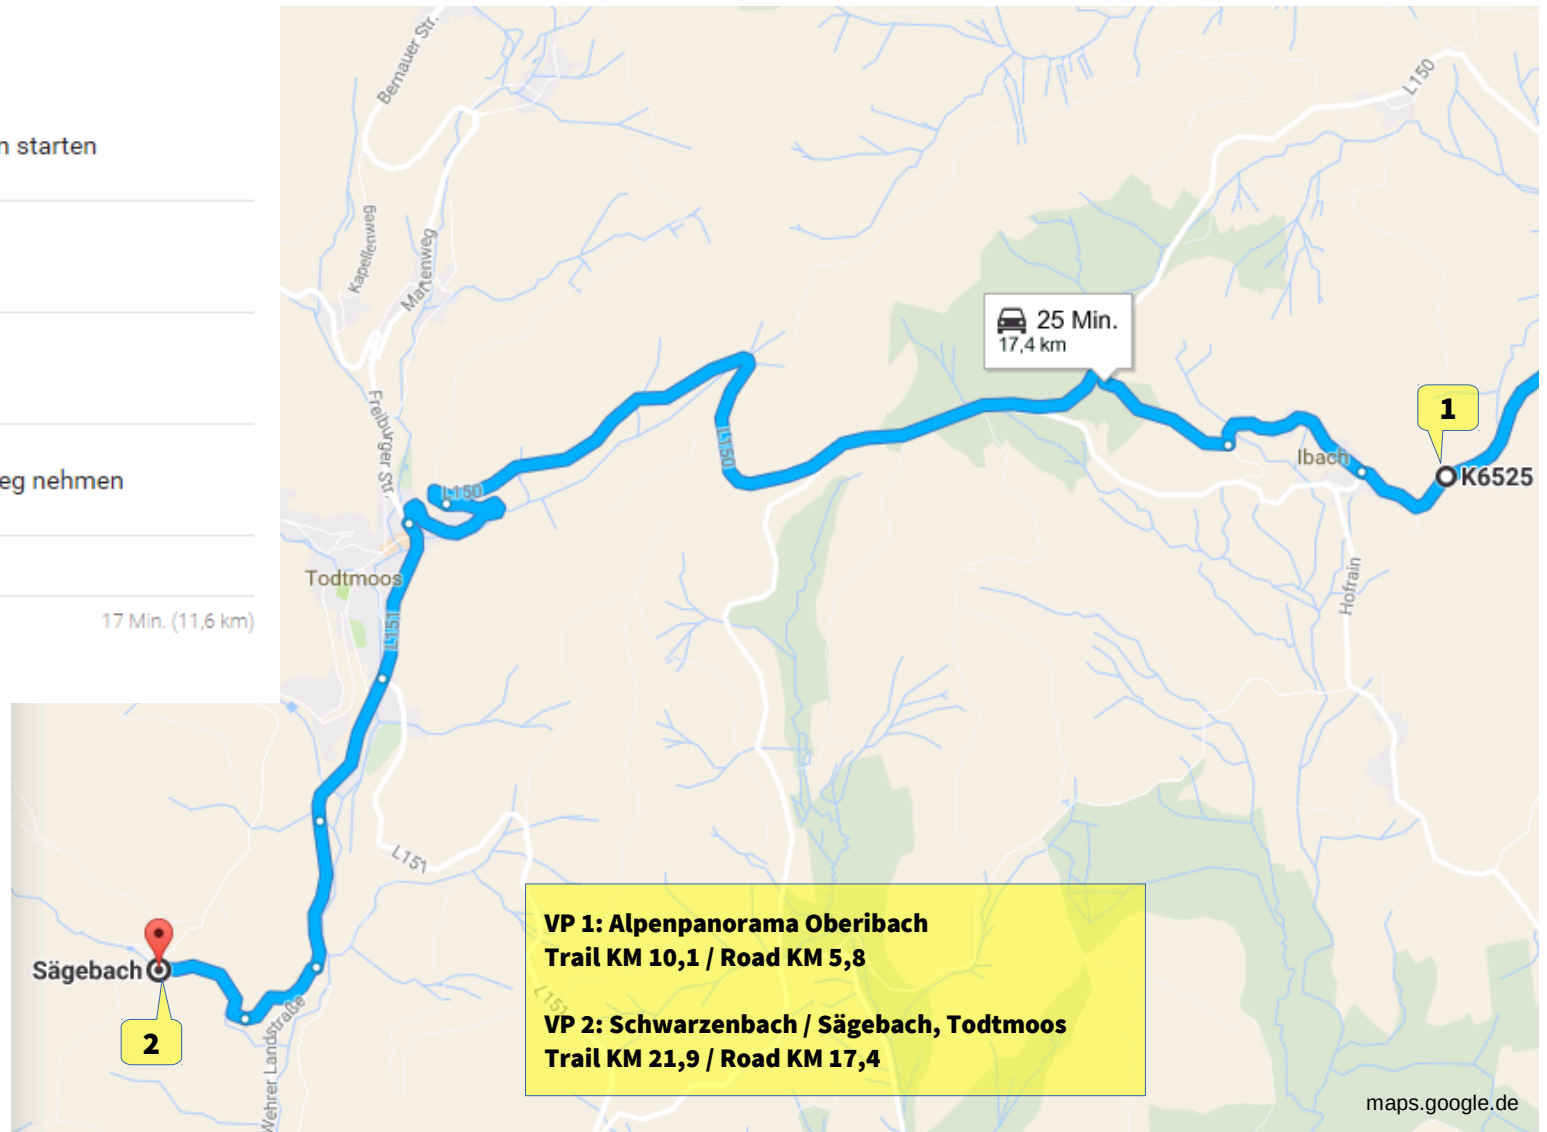 n starten
eg nehmen
17 Min. (11,6 km)
Bernauer Str.
L150
Kapellenweg
Mattenweg
25 Min.
17,4 km
1
Freiburger Str.
L150
Ibach
K6525
L150
Todtmoos
Hofrain
L151
L151
VP 1: Alpenpanorama Oberibach
Trail KM 10,1 / Road KM 5,8
Sägebach
L151
VP 2: Schwarzenbach / Sägebach, Todtmoos
Trail KM 21,9 / Road KM 17,4
2
Wehrer Landstraße
maps.google.de